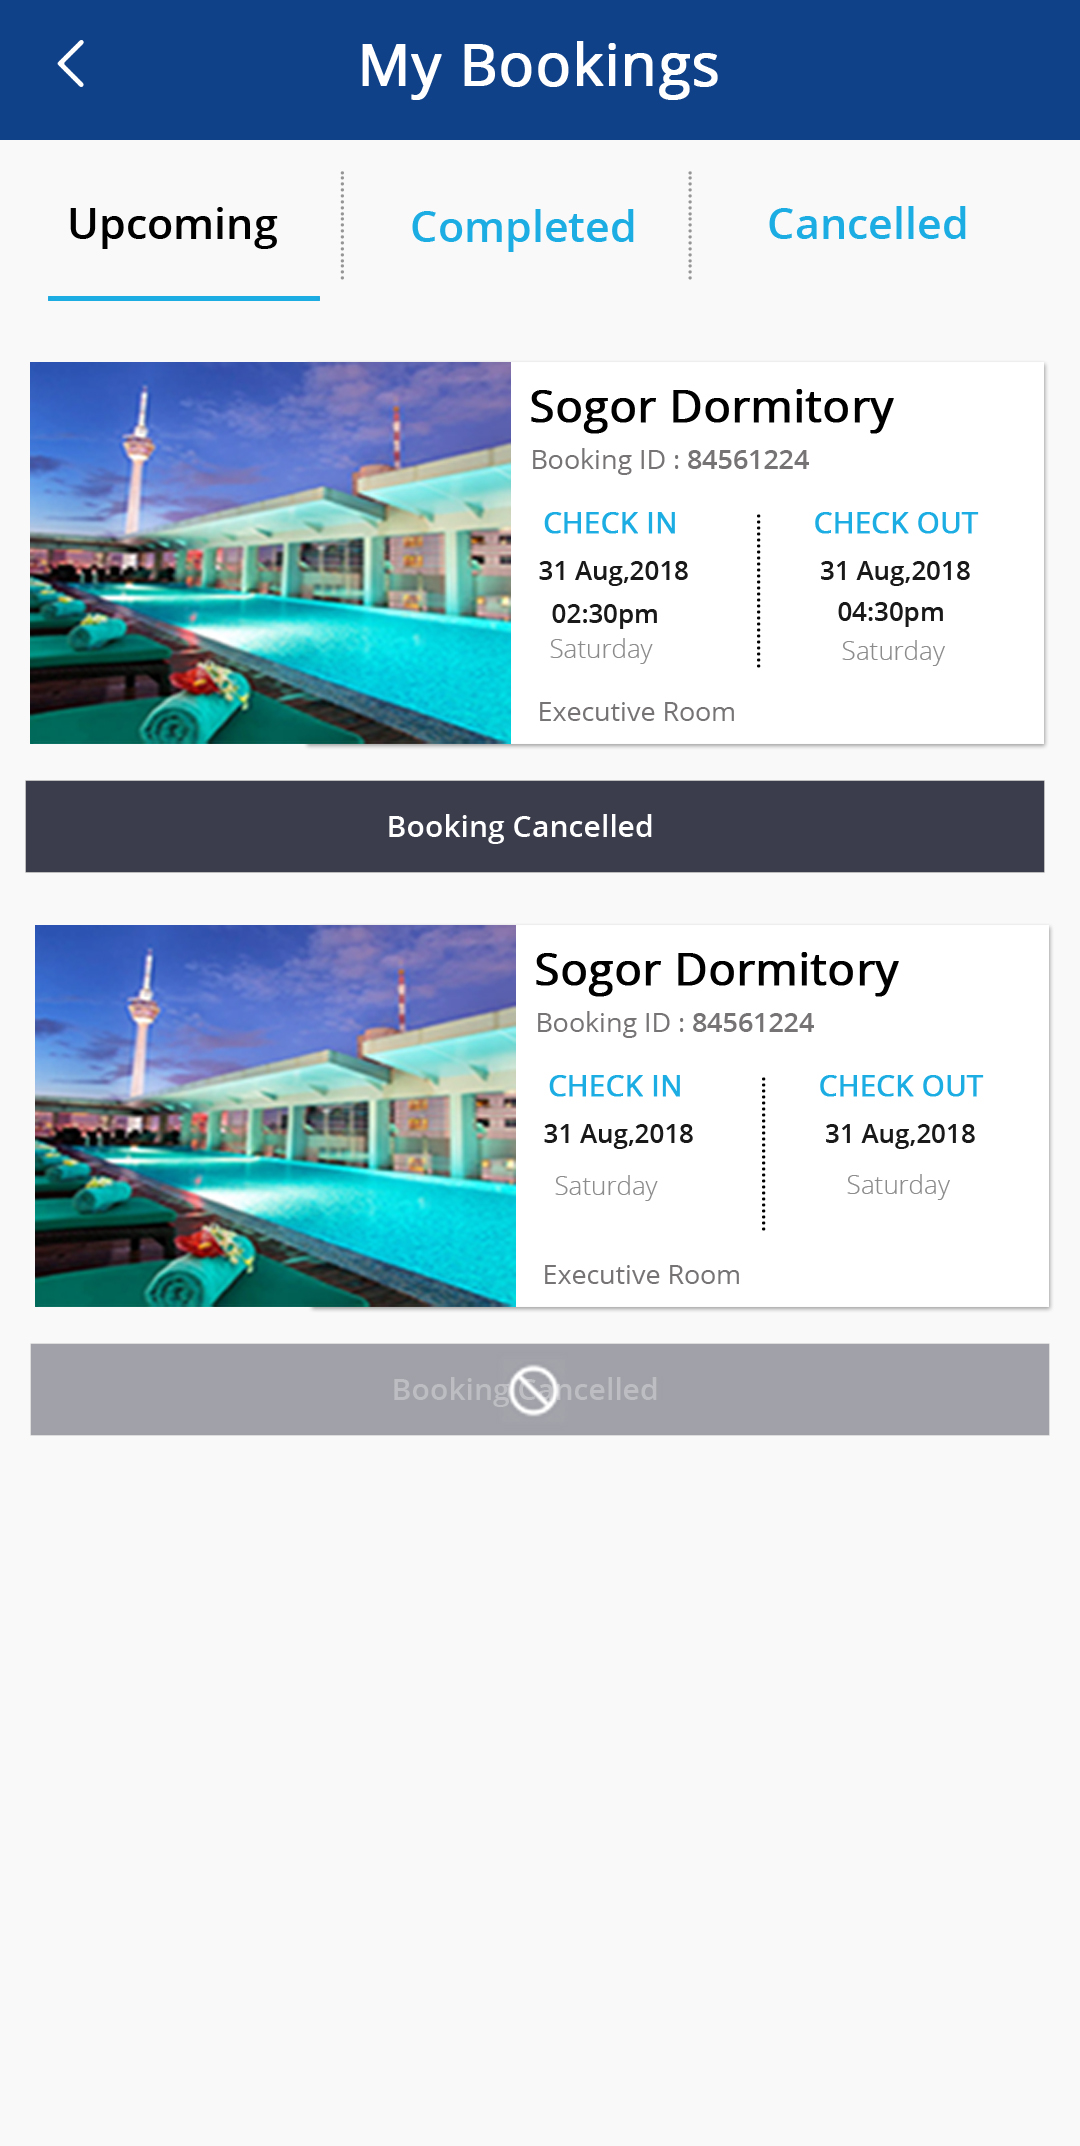 My Bookings
Upcoming
Completed
Cancelled
Sogor Dormitory
Booking ID : 84561224
CHECK IN
CHECK OUT
31 Aug,2018
31 Aug,2018
02:30pm
04:30pm
Saturday
Saturday
Executive Room
Booking Cancelled
Sogor Dormitory
Booking ID : 84561224
CHECK IN
CHECK OUT
31 Aug,2018
31 Aug,2018
Saturday
Saturday
Executive Room
Booking Cancelled